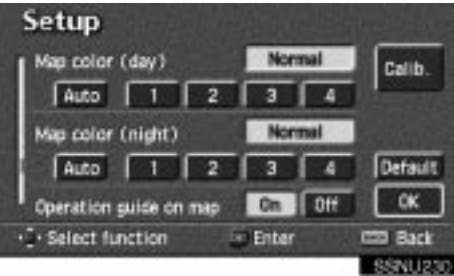 Setup
Map color (day) Normal
Calib.
Auto 1 2 3 4
Map color (night) Normal
Auto 1 2 3 4
Default
Operation guide on map On Off
OK
Select function Enter Back
SSNU230